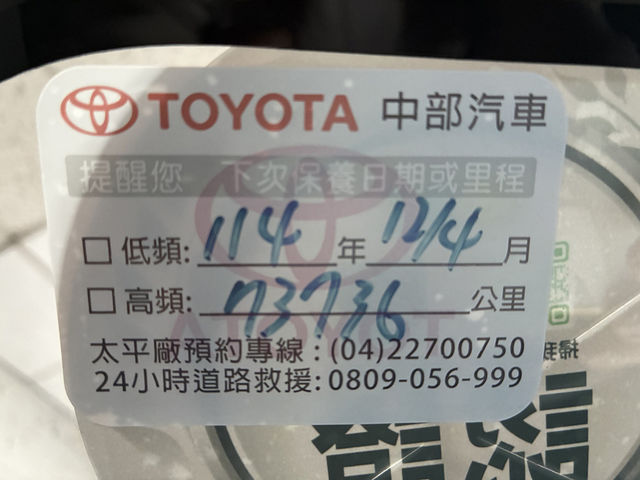 TOYOTA 中部汽車
提醒您 下次保養日期或里程
□ 低頻: 114 年 12/4 月
□ 高頻: 73736 公里
太平廠預約專線：(04)22700750
24小時道路救援：0809-056-999